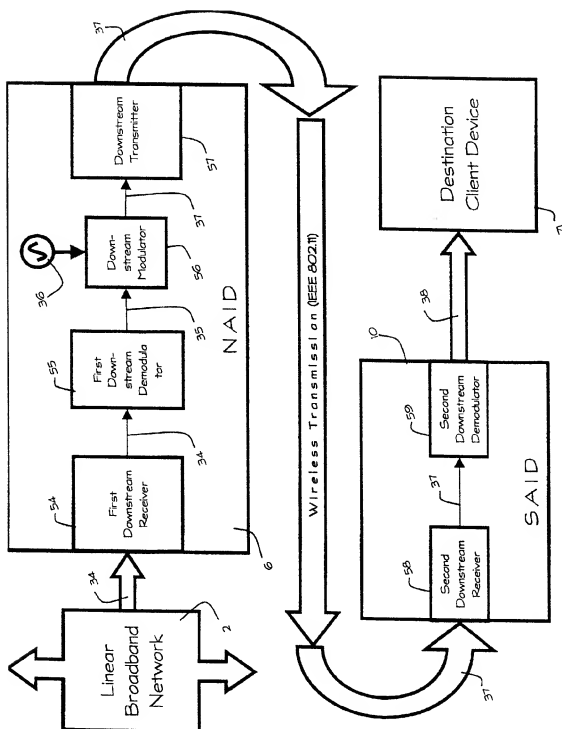 Linear
Broadband
Network
2
34
First
Downstream
Receiver
54
34
First
Down-
stream
Demodula
tor
55
35
36
Down-
stream
Modulator
56
37
Downstream
Transmitter
57
NAID
6
37
Wireless Transmission (IEEE 802.11)
37
Second
Downstream
Receiver
58
37
Second
Downstream
Demodulator
59
SAID
10
38
Destination
Client Device